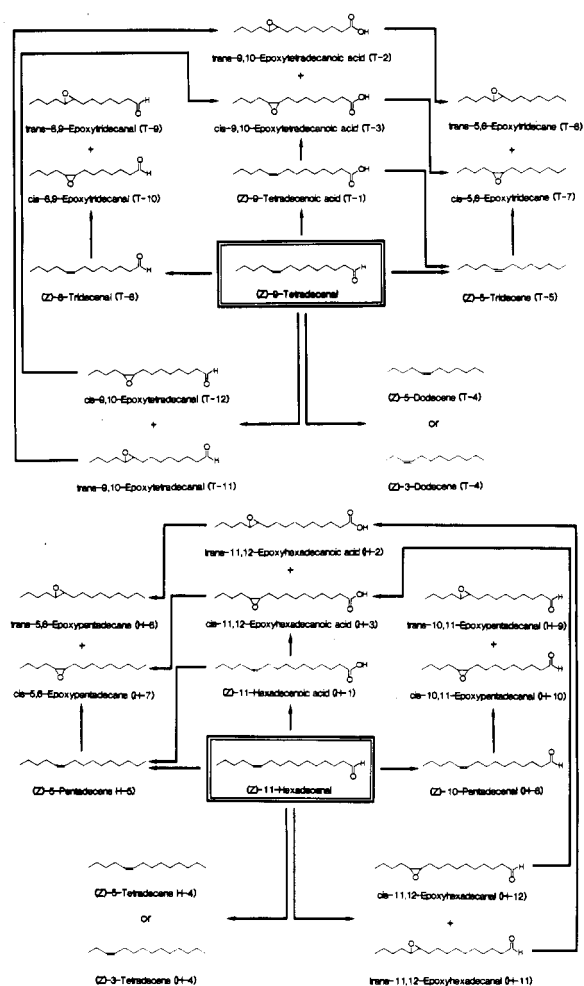 trans-9,10-Epoxytetradecanoic acid (T-2)
+
trans-8,9-Epoxytridecanal (T-9)
cis-9,10-Epoxytetradecanoic acid (T-3)
trans-5,6-Epoxytridecane (T-6)
+
+
cis-8,9-Epoxytridecanal (T-10)
(Z)-9-Tetradecenoic acid (T-1)
cis-5,6-Epoxytridecane (T-7)
(Z)-8-Tridecenal (T-8)
(Z)-9-Tetradecenal
(Z)-5-Tridecene (T-5)
cis-9,10-Epoxytetradecanal (T-12)
(Z)-5-Dodecene (T-4)
+
or
trans-9,10-Epoxytetradecanal (T-11)
(Z)-3-Dodecene (T-4)
trans-11,12-Epoxyhexadecanoic acid (H-2)
+
trans-5,6-Epoxypentadecane (H-6)
cis-11,12-Epoxyhexadecanoic acid (H-3)
trans-10,11-Epoxypentadecanal (H-9)
+
+
cis-5,6-Epoxypentadecane (H-7)
(Z)-11-Hexadecenoic acid (H-1)
cis-10,11-Epoxypentadecanal (H-10)
(Z)-5-Pentadecene H-5)
(Z)-11-Hexadecenal
(Z)-10-Pentadecenal (H-8)
(Z)-5-Tetradecene H-4)
cis-11,12-Epoxyhexadecanal (H-12)
or
+
(Z)-3-Tetradecene (H-4)
trans-11,12-Epoxyhexadecanal (H-11)